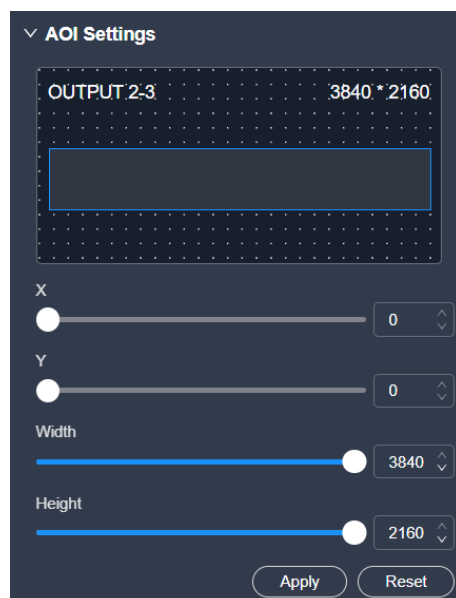 AOI Settings
OUTPUT 2-3 3840 * 2160
X
0
Y
0
Width
3840
Height
2160
Apply Reset